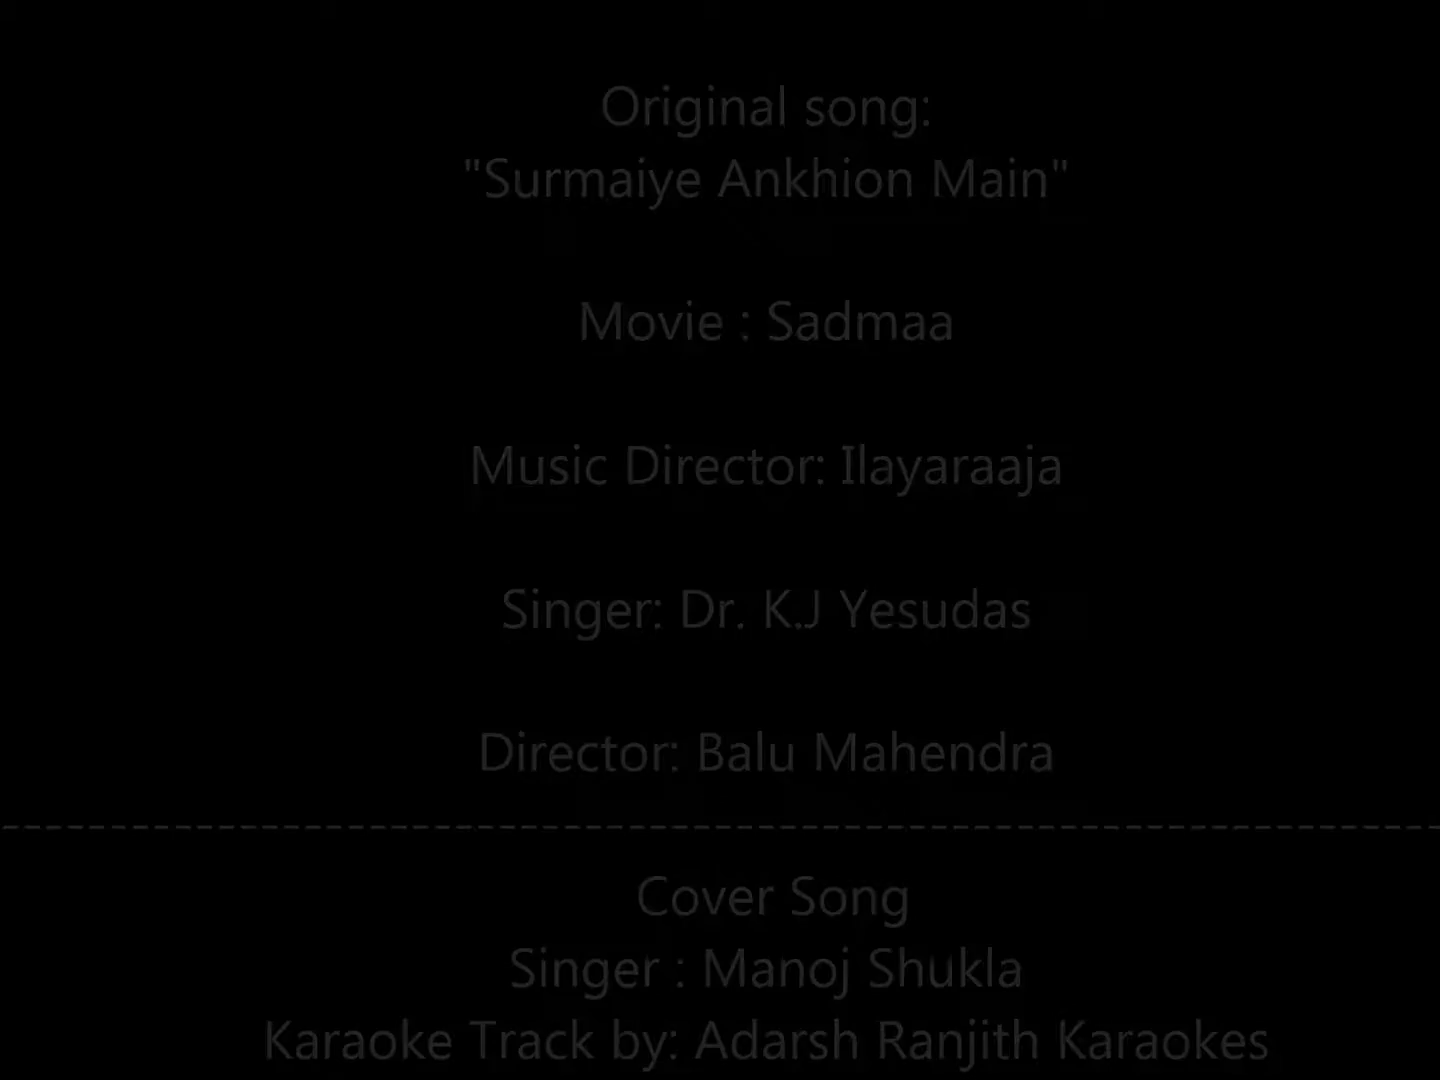 Original song:
"Surmaiye Ankhion Main"
Movie : Sadmaa
Music Director: Ilayaraaja
Singer: Dr. K.J Yesudas
Director: Balu Mahendra
Cover Song
Singer : Manoj Shukla
Karaoke Track by: Adarsh Ranjith Karaokes